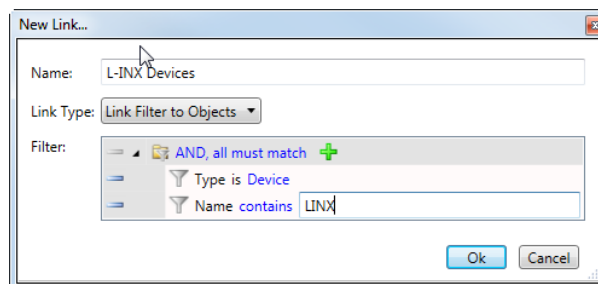 New Link...
Name: L-INX Devices
Link Type: Link Filter to Objects
Filter: AND, all must match
Type is Device
Name contains LINX
Ok Cancel